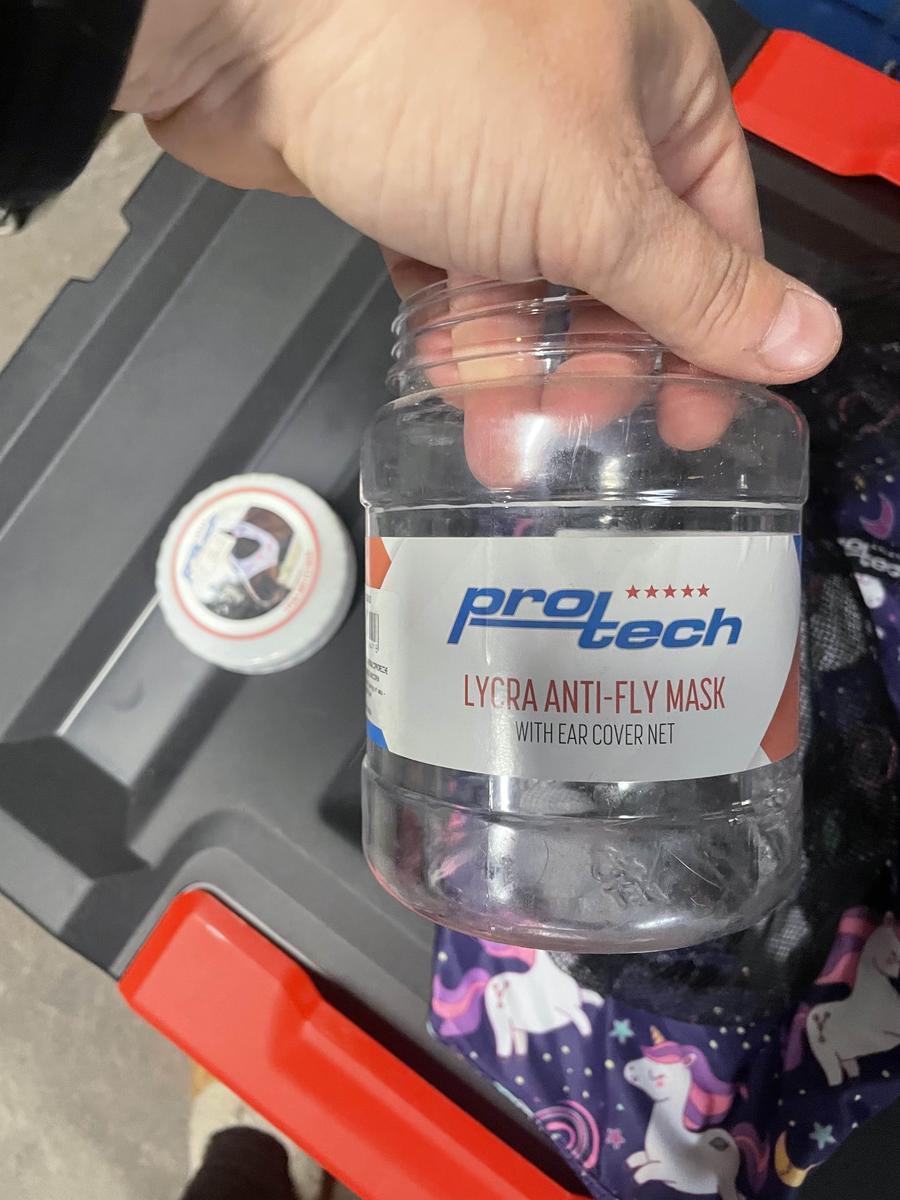 protech
LYCRA ANTI-FLY MASK
WITH EAR COVER NET